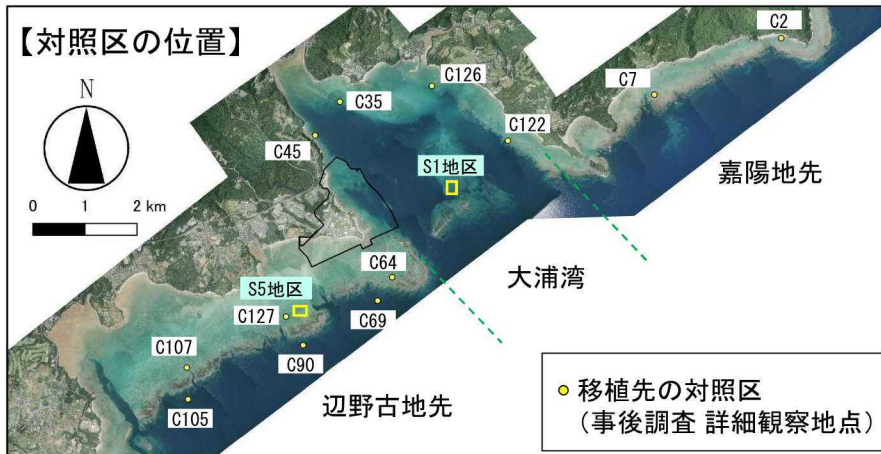 【対照区の位置】
N
0 1 2 km
C2
C7
C126
C35
C122
C45
S1地区
嘉陽地先
大浦湾
C64
S5地区
C127
C69
C90
C107
C105
辺野古地先
移植先の対照区
（事後調査 詳細観察地点）